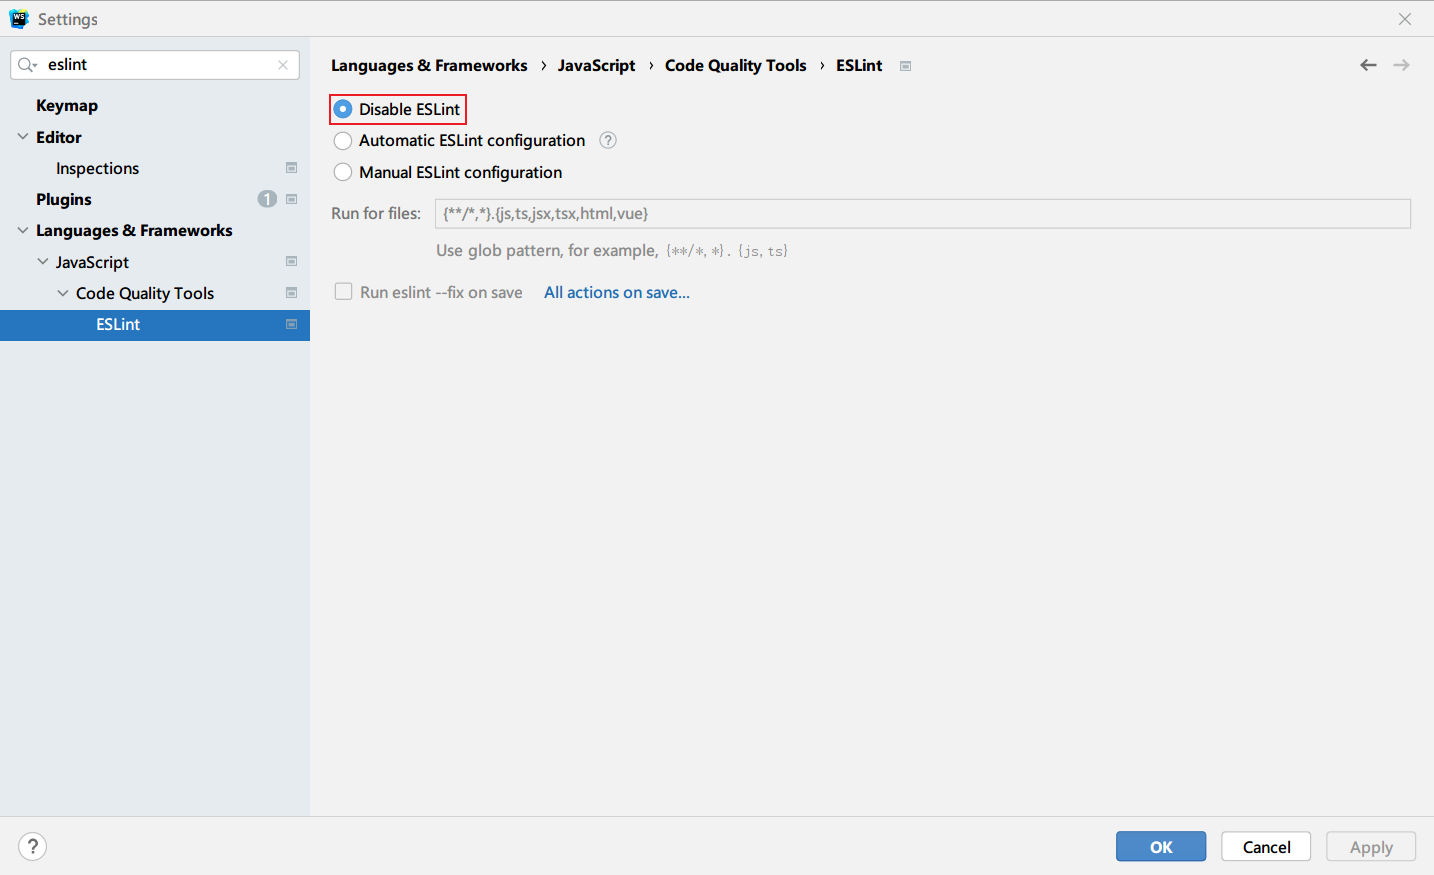 WS Settings
eslint
Keymap
Editor
Inspections
Plugins 1
Languages & Frameworks
JavaScript
Code Quality Tools
ESLint
Languages & Frameworks › JavaScript › Code Quality Tools › ESLint
Disable ESLint
Automatic ESLint configuration ?
Manual ESLint configuration
Run for files: {**/*,*}.{js,ts,jsx,tsx,html,vue}
Use glob pattern, for example, {**/*, *}. {js, ts}
Run eslint --fix on save All actions on save...
? OK Cancel Apply